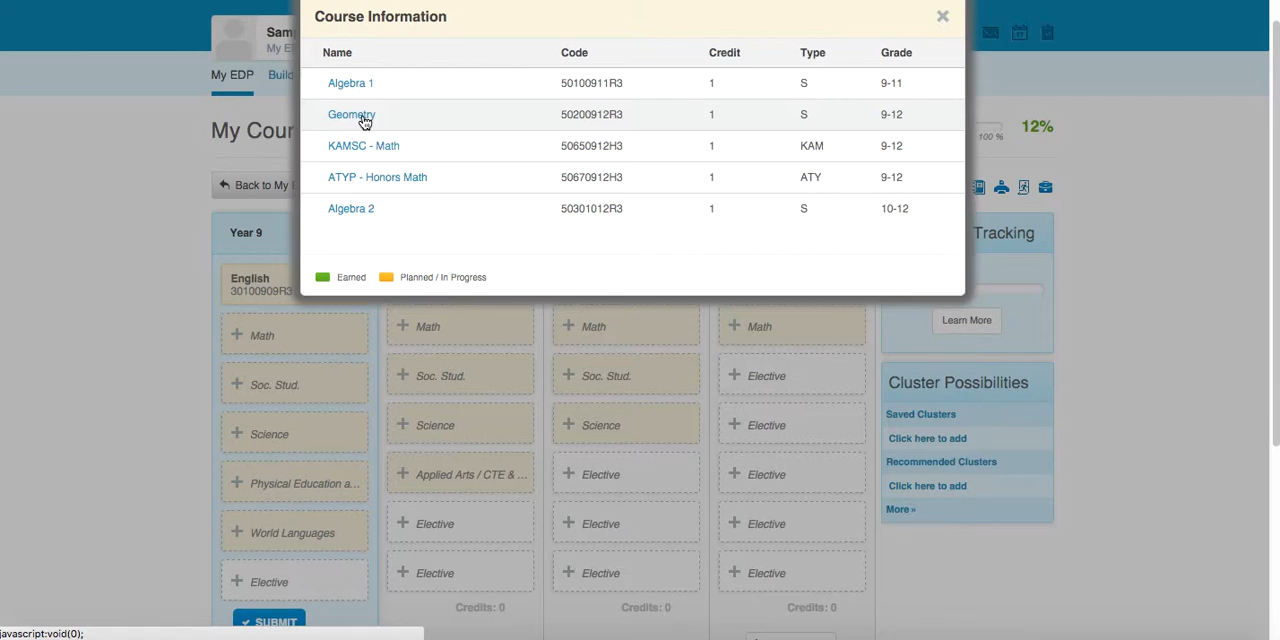 Course Information
Sam
My E
Name Code Credit Type Grade
My EDP Build
Algebra 1 50100911R3 1 S 9-11
Geometry 50200912R3 1 S 9-12
My Cour
100 %
12%
KAMSC - Math 50650912H3 1 KAM 9-12
ATYP - Honors Math 50670912H3 1 ATY 9-12
Back to My E
Algebra 2 50301012R3 1 S 10-12
Year 9
Tracking
English
30100909R3
Earned Planned / In Progress
Learn More
+ Math + Math + Math + Math
+ Soc. Stud. + Soc. Stud. + Soc. Stud. + Elective
Cluster Possibilities
Saved Clusters
+ Science + Science + Science + Elective
Click here to add
Recommended Clusters
+ Physical Education a... + Applied Arts / CTE & ... + Elective + Elective
Click here to add
More »
+ World Languages + Elective + Elective + Elective
+ Elective + Elective + Elective + Elective
Credits: 0 Credits: 0 Credits: 0
SUBMIT
javascript:void(0);